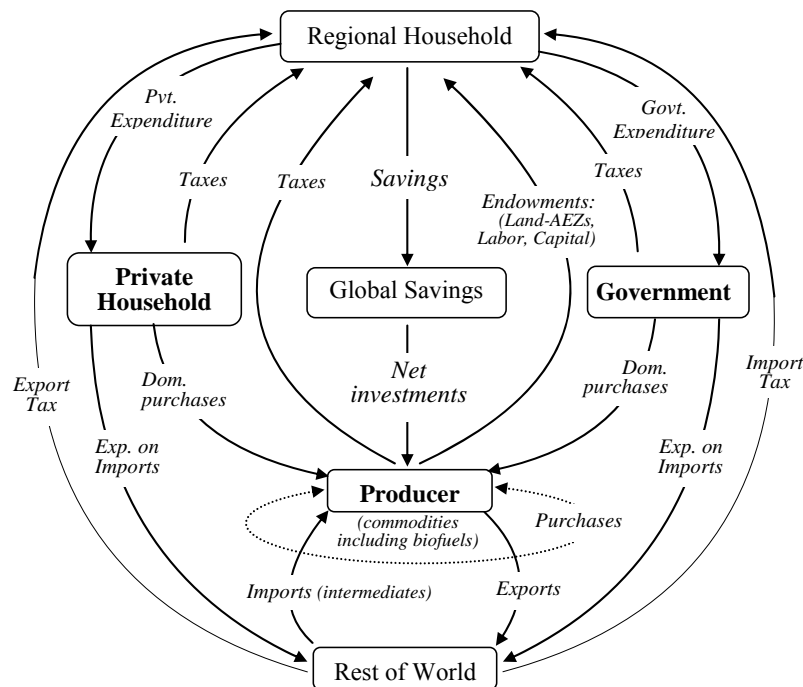 Regional Household
Pvt.
Expenditure
Govt.
Expenditure
Taxes
Taxes
Savings
Taxes
Endowments:
(Land-AEZs,
Labor, Capital)
Private
Household
Global Savings
Government
Export
Tax
Dom.
purchases
Net
investments
Dom.
purchases
Import
Tax
Exp. on
Imports
Exp. on
Imports
Producer
(commodities
including biofuels)
Purchases
Imports (intermediates)
Exports
Rest of World